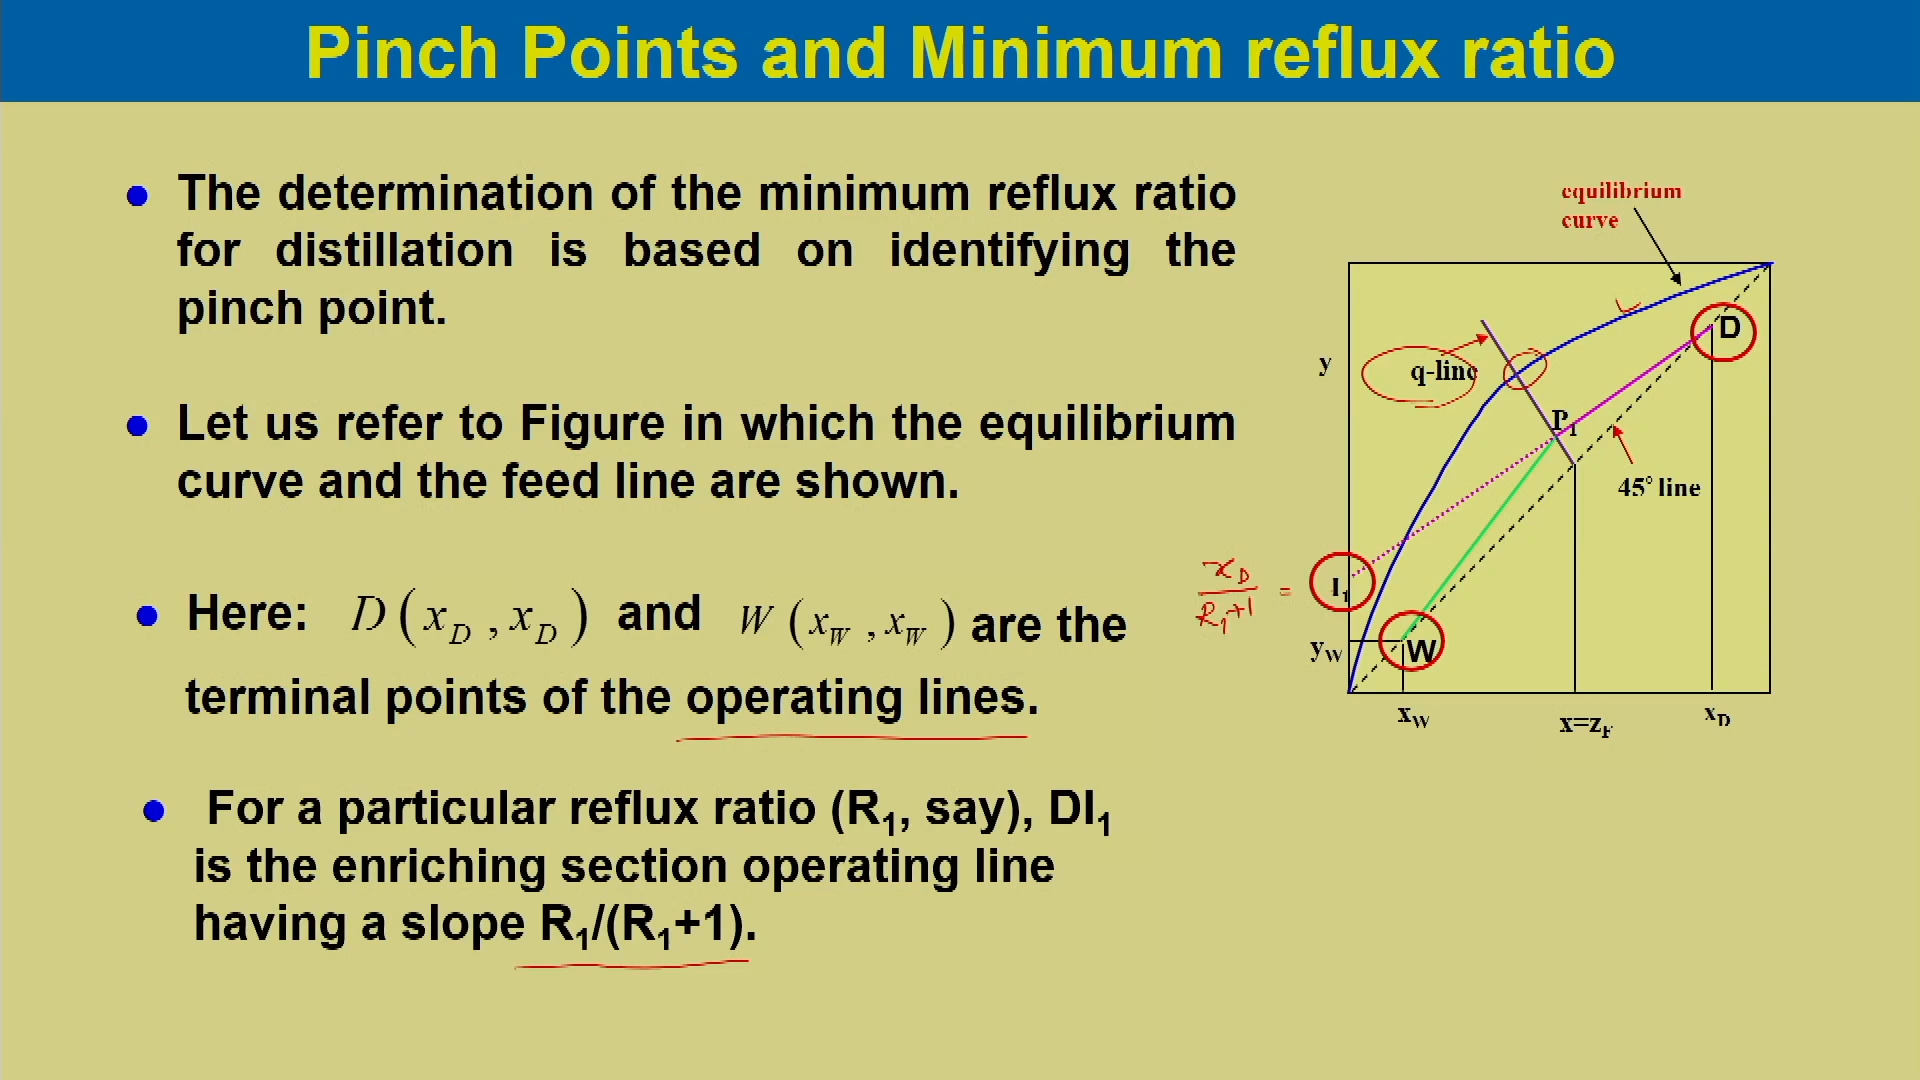 Pinch Points and Minimum reflux ratio
• The determination of the minimum reflux ratio
for distillation is based on identifying the
pinch point.
• Let us refer to Figure in which the equilibrium
curve and the feed line are shown.
• Here: D(x_D, x_D) and W(x_W, x_W) are the
terminal points of the operating lines.
• For a particular reflux ratio (R₁, say), DI₁
is the enriching section operating line
having a slope R₁/(R₁+1).
equilibrium
curve
D
y
q-line
P₁
45° line
x_D
R₁+1
=
I₁
y_W
W
x_W
x=z_F
x_D